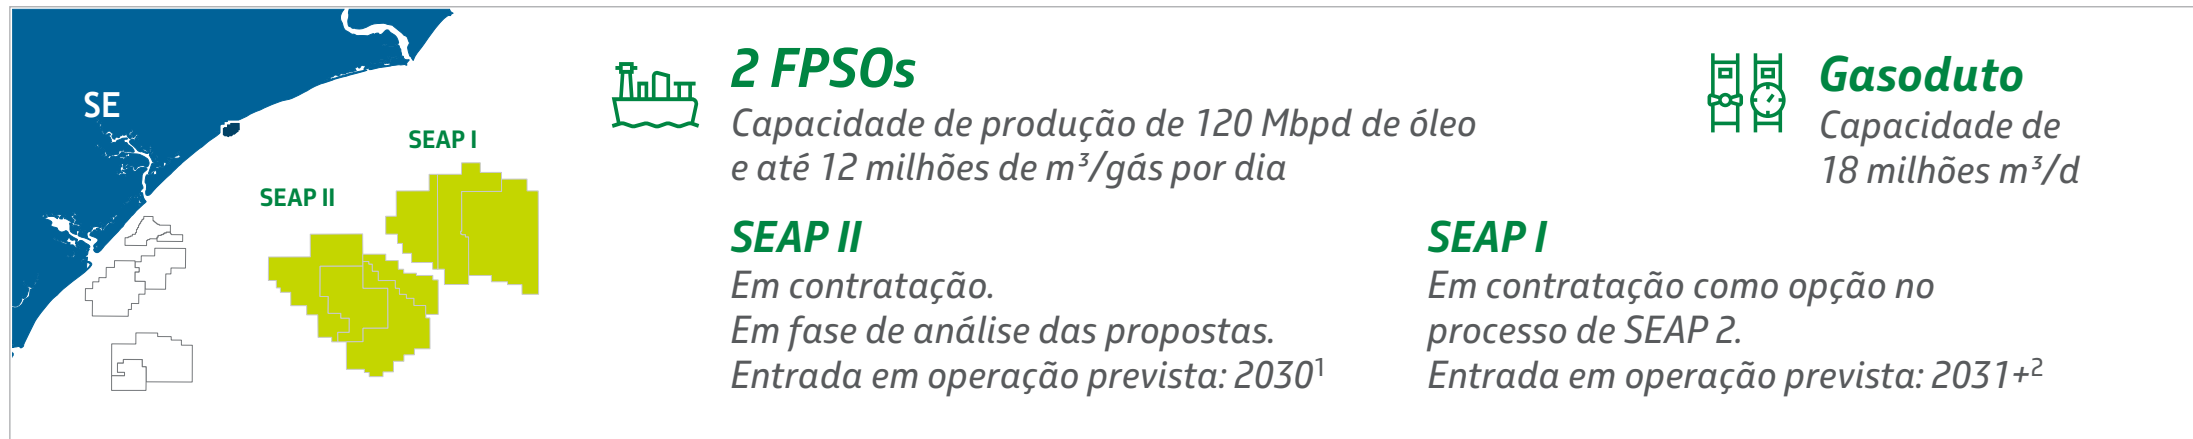 SE
SEAP I
SEAP II
2 FPSOs
Capacidade de produção de 120 Mbpd de óleo
e até 12 milhões de m³/gás por dia
Gasoduto
Capacidade de
18 milhões m³/d
SEAP II
Em contratação.
Em fase de análise das propostas.
Entrada em operação prevista: 2030¹
SEAP I
Em contratação como opção no
processo de SEAP 2.
Entrada em operação prevista: 2031+²